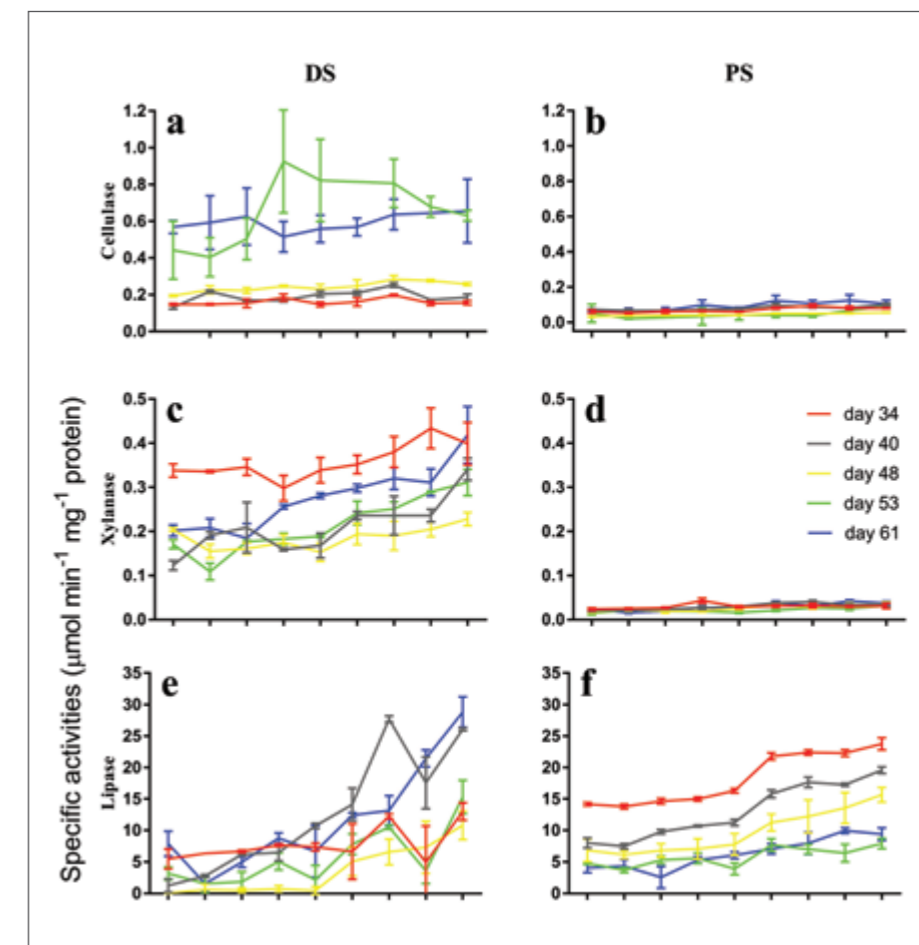 DS
PS
Specific activities (µmol min-1 mg-1 protein)
Cellulase
a
1.2
1.0
0.8
0.6
0.4
0.2
0.0
b
1.2
1.0
0.8
0.6
0.4
0.2
0.0
Xylanase
c
0.5
0.4
0.3
0.2
0.1
0.0
d
0.5
0.4
0.3
0.2
0.1
0.0
day 34
day 40
day 48
day 53
day 61
Lipase
e
35
30
25
20
15
10
5
0
f
35
30
25
20
15
10
5
0